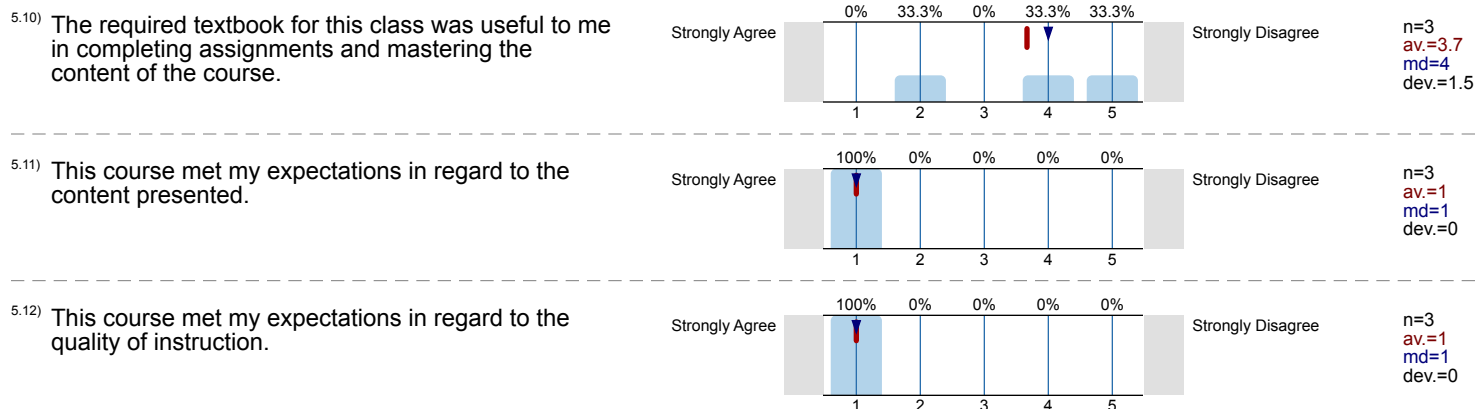 5.10) The required textbook for this class was useful to me
in completing assignments and mastering the
content of the course.
Strongly Agree
0% 33.3% 0% 33.3% 33.3%
1 2 3 4 5
Strongly Disagree
n=3
av.=3.7
md=4
dev.=1.5
5.11) This course met my expectations in regard to the
content presented.
Strongly Agree
100% 0% 0% 0% 0%
1 2 3 4 5
Strongly Disagree
n=3
av.=1
md=1
dev.=0
5.12) This course met my expectations in regard to the
quality of instruction.
Strongly Agree
100% 0% 0% 0% 0%
1 2 3 4 5
Strongly Disagree
n=3
av.=1
md=1
dev.=0